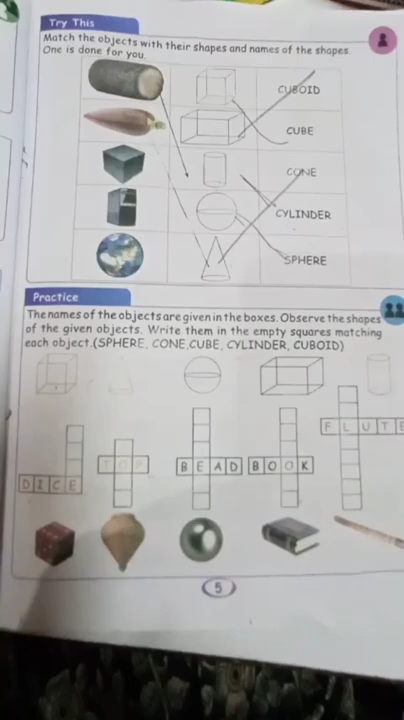 Try This
Match the objects with their shapes and names of the shapes.
One is done for you.
CUBOID
CUBE
CONE
CYLINDER
SPHERE
Practice
The names of the objects are given in the boxes. Observe the shapes
of the given objects. Write them in the empty squares matching
each object.(SPHERE, CONE,CUBE, CYLINDER, CUBOID)
FLUTE
TOP
BEAD
BOOK
DICE
5